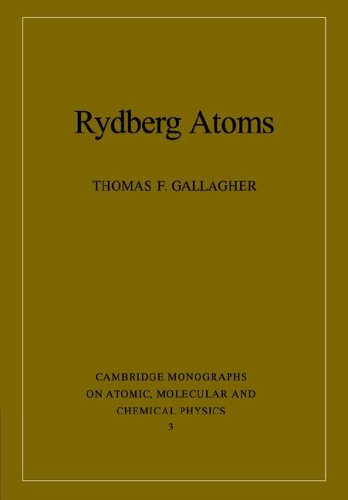 Rydberg Atoms
THOMAS F. GALLAGHER
CAMBRIDGE MONOGRAPHS
ON ATOMIC, MOLECULAR AND
CHEMICAL PHYSICS
3